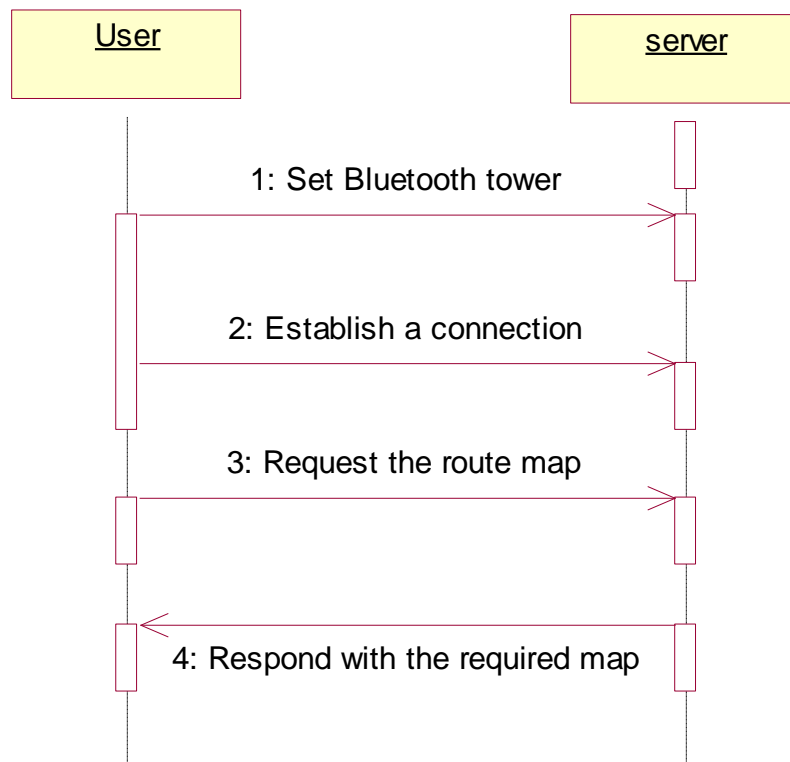 User
server
1: Set Bluetooth tower
2: Establish a connection
3: Request the route map
4: Respond with the required map